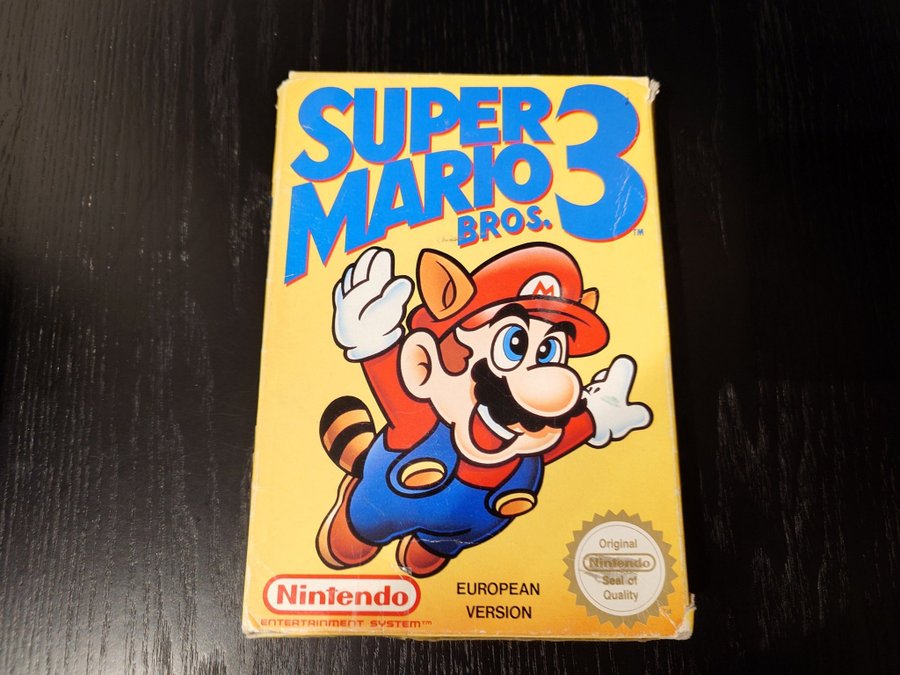 SUPER
MARIO
BROS. 3
TM
M
Nintendo
ENTERTAINMENT SYSTEM™
EUROPEAN
VERSION
Original
Nintendo
Seal of
Quality